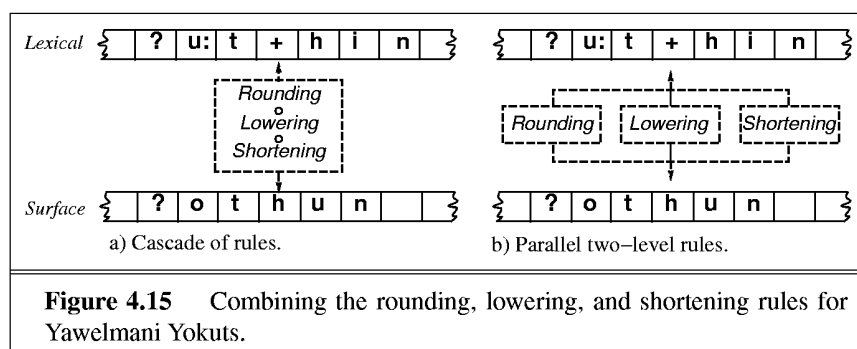 Lexical ? u: t + h i n ? u: t + h i n
Rounding
Lowering
Shortening
Rounding Lowering Shortening
Surface ? o t h u n ? o t h u n
a) Cascade of rules. b) Parallel two–level rules.
Figure 4.15 Combining the rounding, lowering, and shortening rules for
Yawelmani Yokuts.